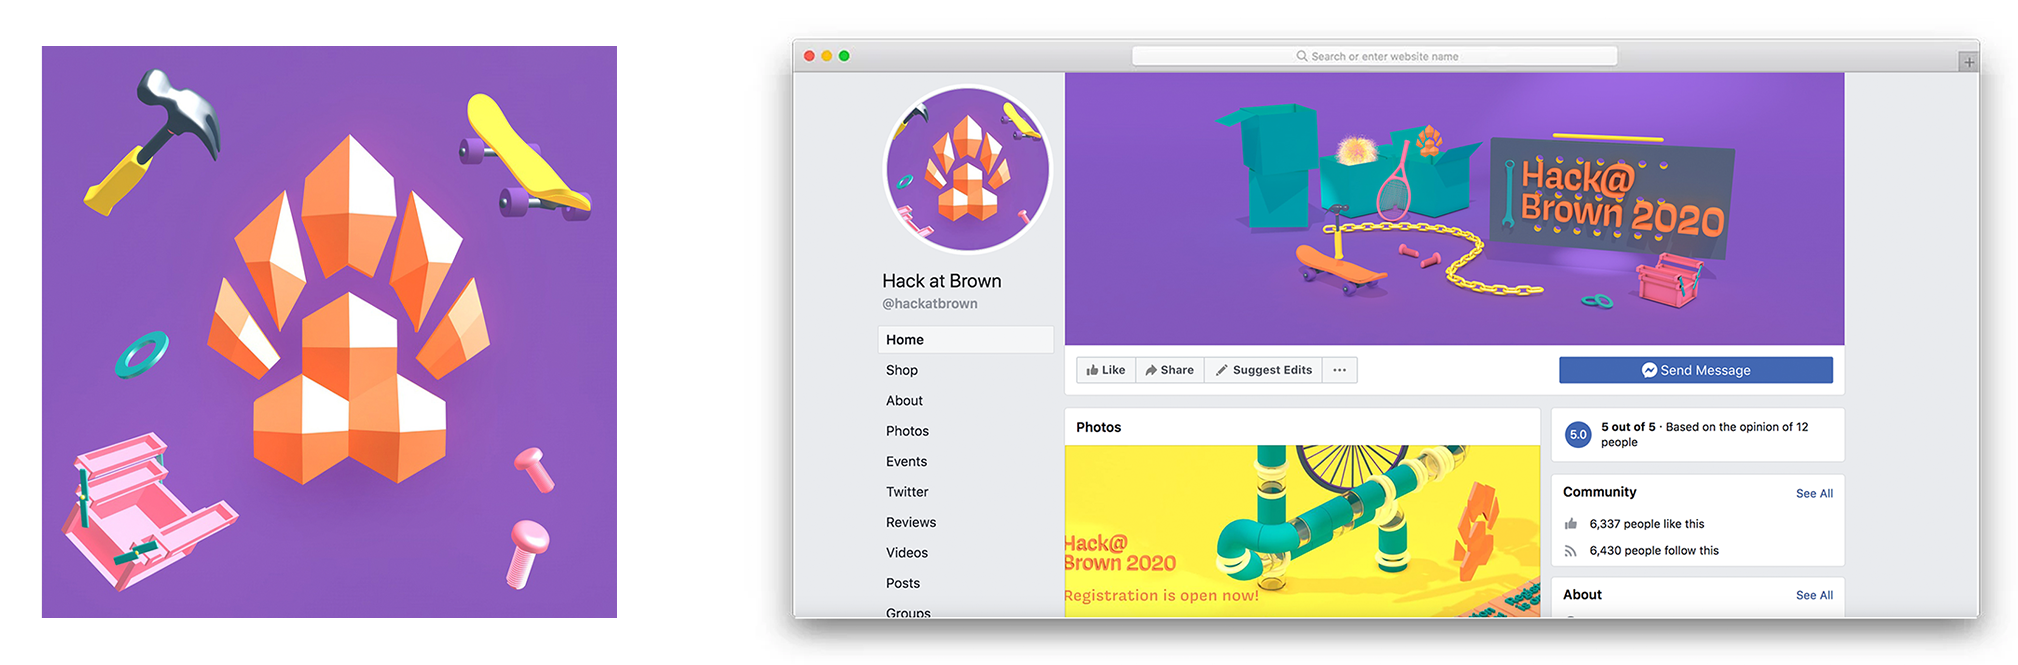 Search or enter website name
Hack at Brown
@hackatbrown
Home
Shop
About
Photos
Events
Twitter
Reviews
Videos
Posts
Groups
Hack@
Brown 2020
Like
Share
Suggest Edits
Send Message
Photos
Hack@
Brown 2020
Registration is open now!
5.0
5 out of 5 · Based on the opinion of 12
people
Community
See All
6,337 people like this
6,430 people follow this
About
See All